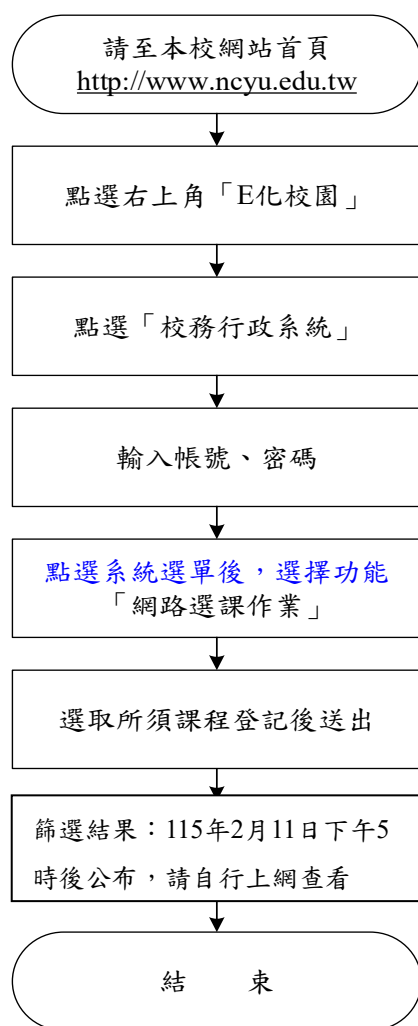 請至本校網站首頁
http://www.ncyu.edu.tw
點選右上角「E化校園」
點選「校務行政系統」
輸入帳號、密碼
點選系統選單後，選擇功能
「網路選課作業」
選取所須課程登記後送出
篩選結果：115年2月11日下午5
時後公布，請自行上網查看
結 束